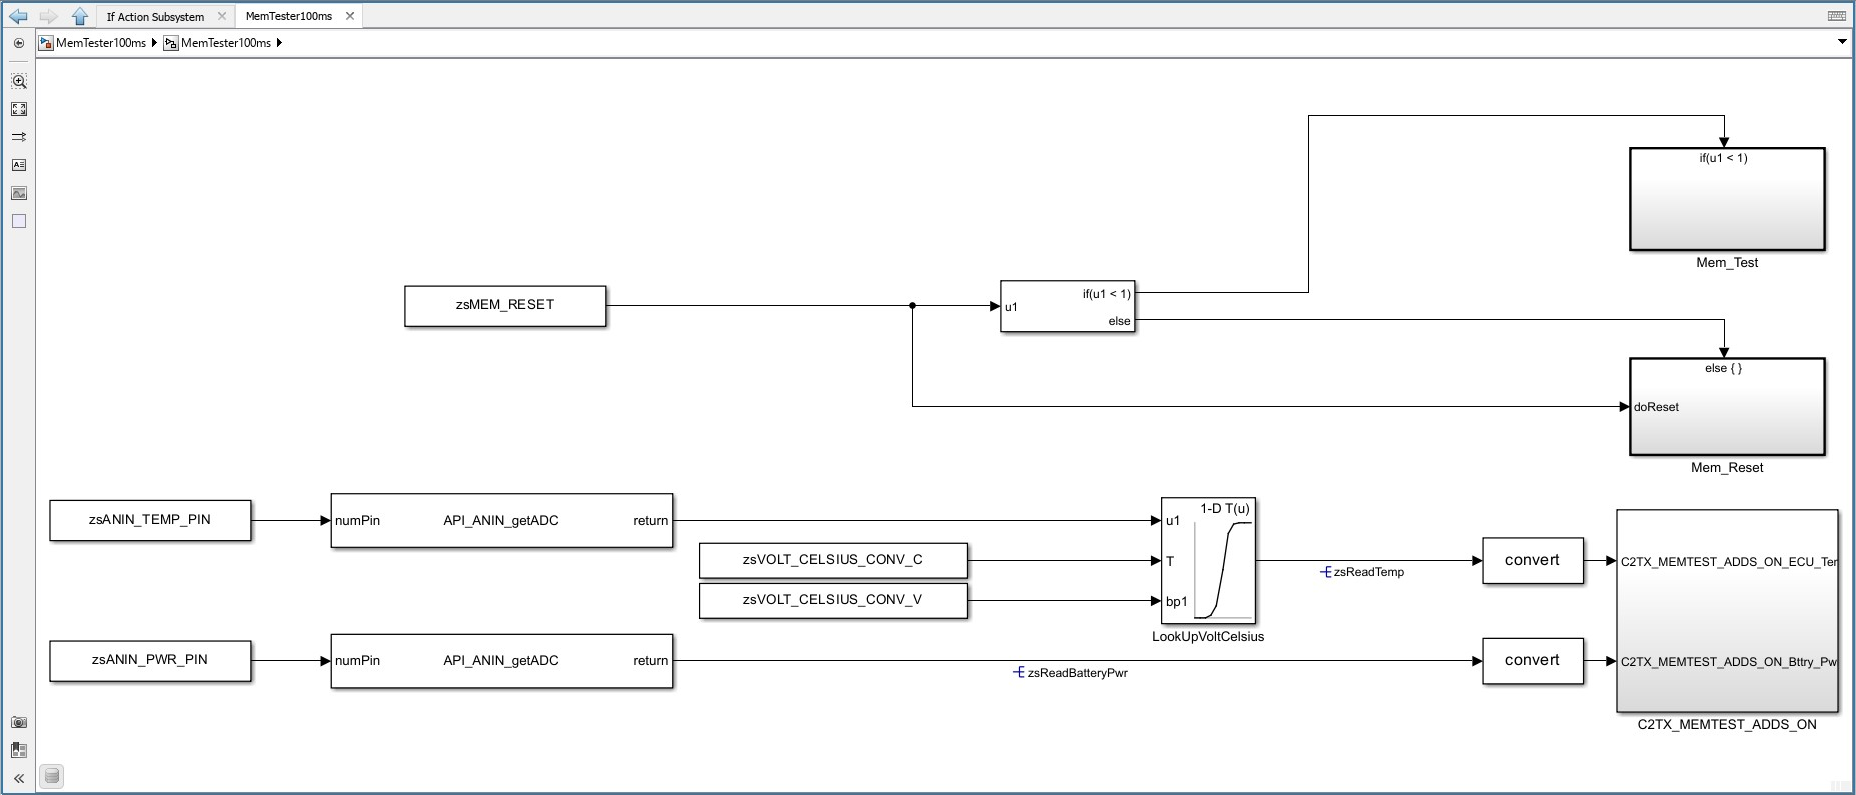 If Action Subsystem
MemTester100ms
MemTester100ms
MemTester100ms
if(u1 < 1)
Mem_Test
zsMEM_RESET
u1
if(u1 < 1)
else
else { }
doReset
Mem_Reset
zsANIN_TEMP_PIN
numPin
API_ANIN_getADC
return
zsVOLT_CELSIUS_CONV_C
zsVOLT_CELSIUS_CONV_V
1-D T(u)
u1
T
bp1
LookUpVoltCelsius
zsReadTemp
convert
C2TX_MEMTEST_ADDS_ON_ECU_Ter
zsANIN_PWR_PIN
numPin
API_ANIN_getADC
return
zsReadBatteryPwr
convert
C2TX_MEMTEST_ADDS_ON_Bttry_Pw
C2TX_MEMTEST_ADDS_ON